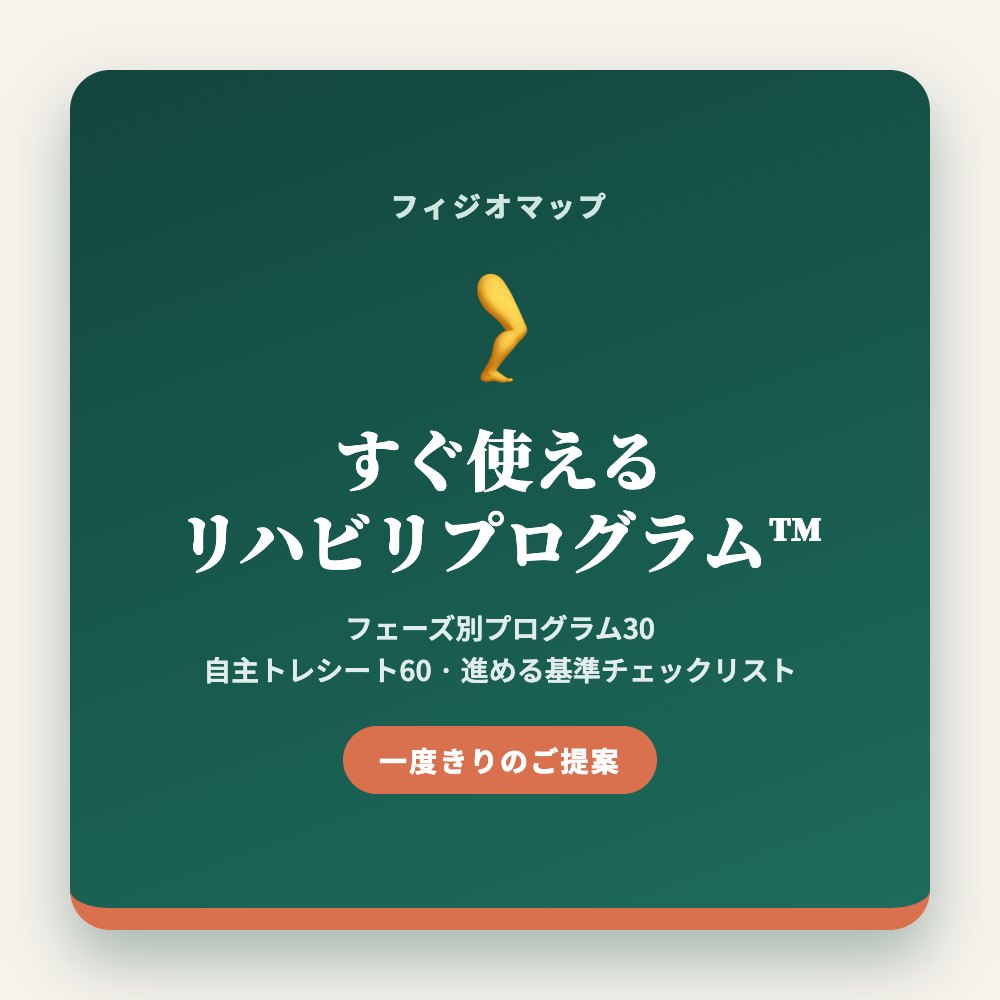 フィジオマップ
すぐ使える
リハビリプログラム™
フェーズ別プログラム30
自主トレシート60 · 進める基準チェックリスト
一度きりのご提案